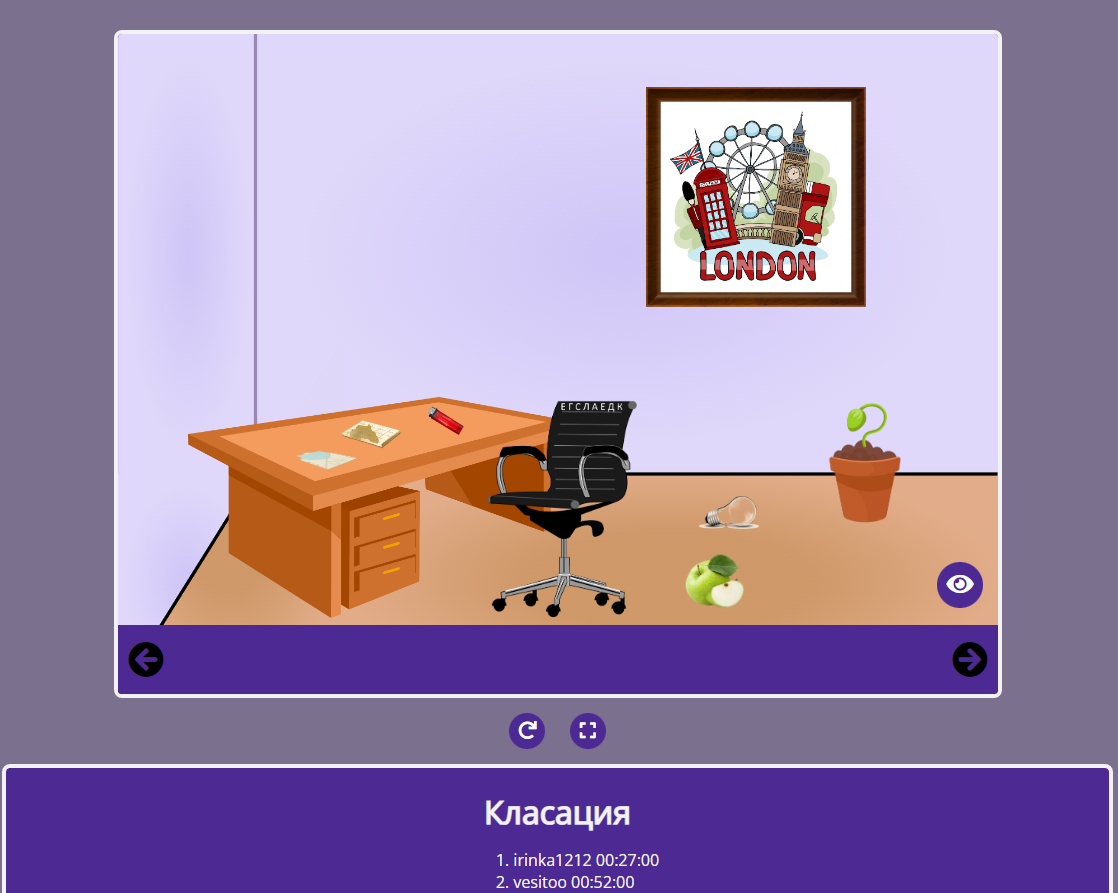 LONDON
ЕГСЛАЕДК
Класация
1. irinka1212 00:27:00
2. vesitoo 00:52:00